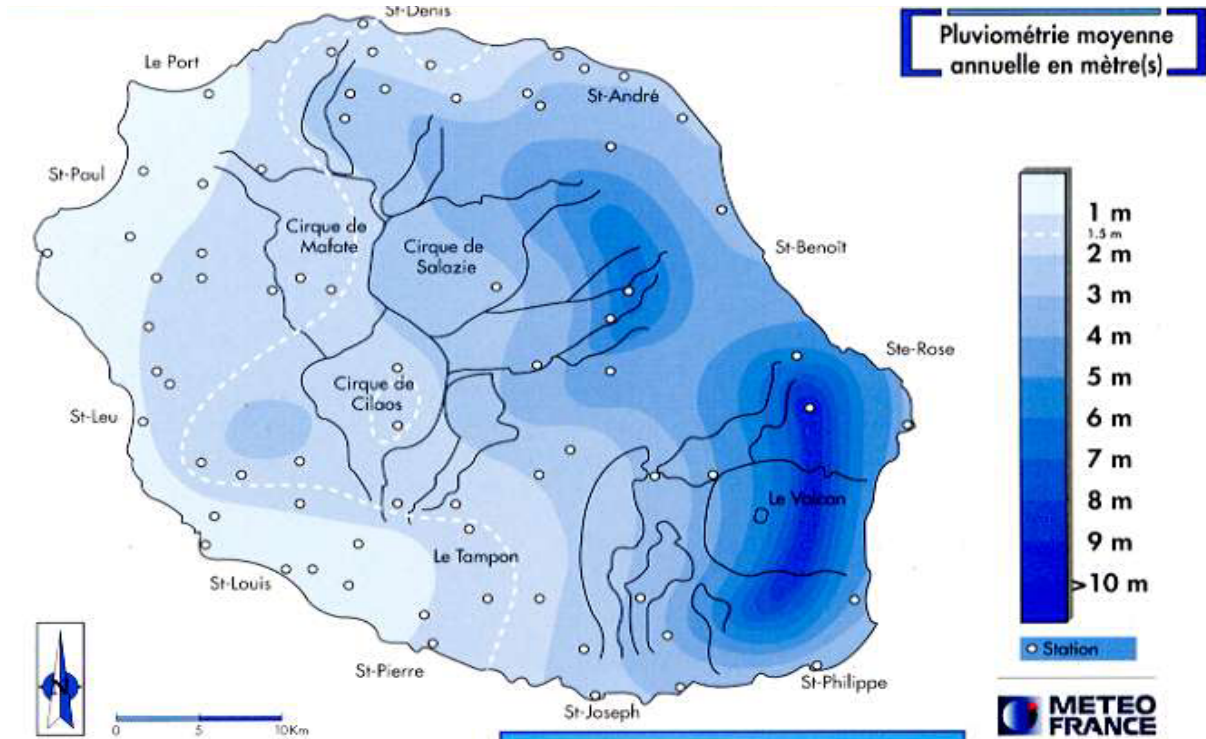 St-Denis
Pluviométrie moyenne
annuelle en mètre(s)
Le Port
St-André
St-Paul
1 m
1.5 m
2 m
Cirque de
Mafate
Cirque de
Salazie
St-Benoît
3 m
4 m
Ste-Rose
5 m
Cirque de
Cilaos
St-Leu
6 m
7 m
Le Volcan
8 m
9 m
Le Tampon
St-Louis
>10 m
Station
N
St-Pierre
St-Philippe
St-Joseph
0 5 10Km
METEO
FRANCE